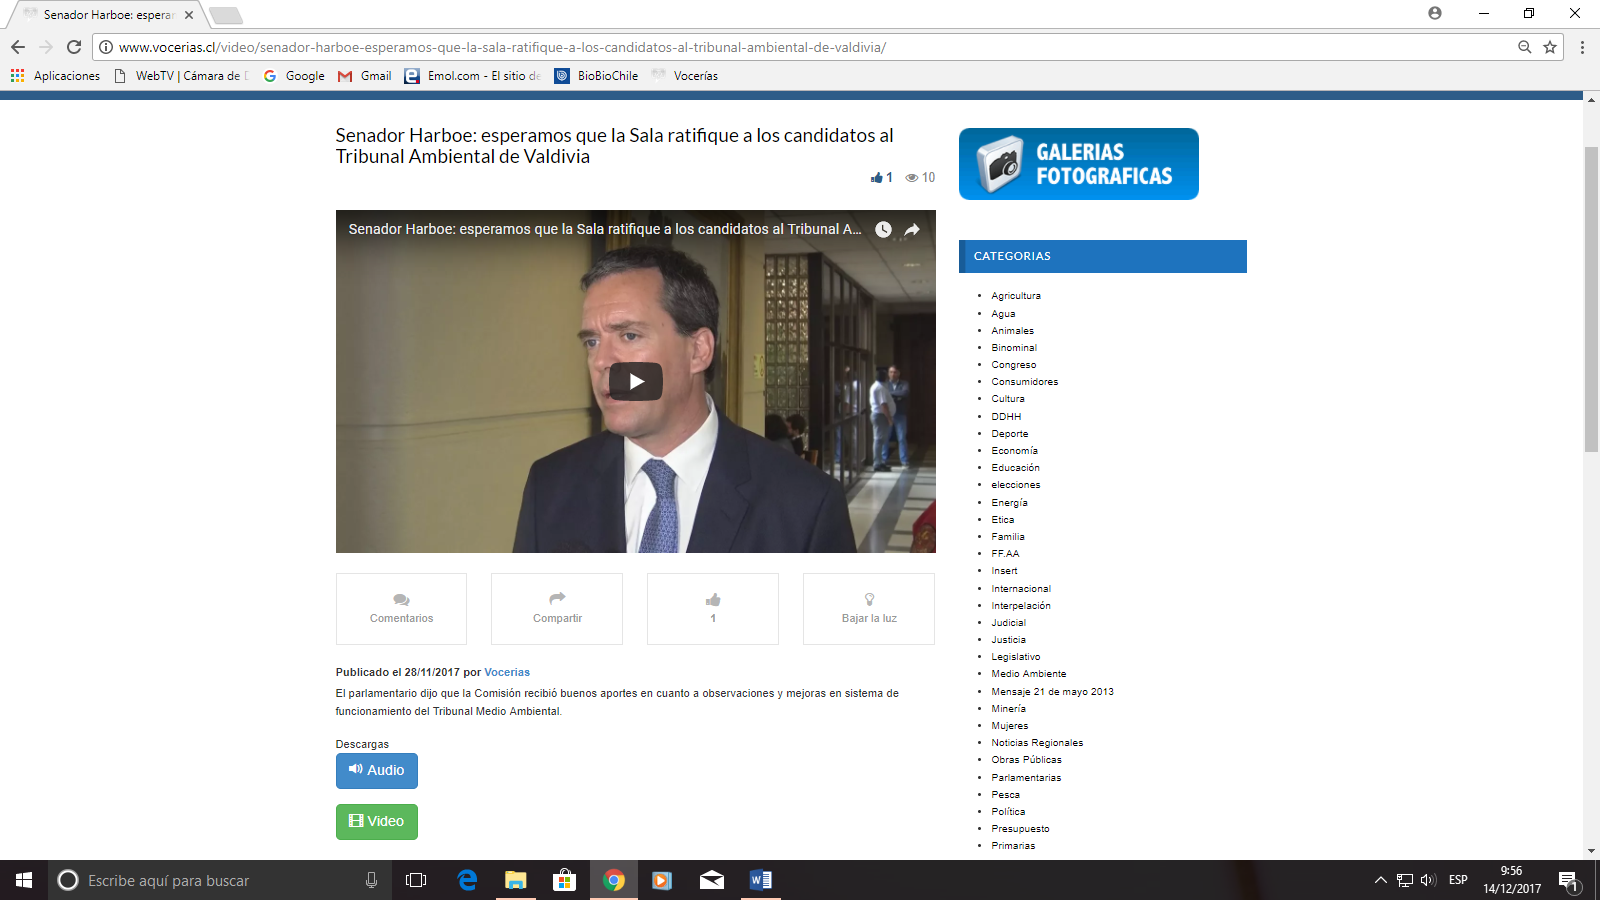 Senador Harboe: esperar
www.vocerias.cl/video/senador-harboe-esperamos-que-la-sala-ratifique-a-los-candidatos-al-tribunal-ambiental-de-valdivia/
Aplicaciones
WebTV | Cámara de D
Google
Gmail
Emol.com - El sitio de
BioBioChile
Vocerías
Senador Harboe: esperamos que la Sala ratifique a los candidatos al
Tribunal Ambiental de Valdivia
1 10
Senador Harboe: esperamos que la Sala ratifique a los candidatos al Tribunal A...
Comentarios
Compartir
1
Bajar la luz
Publicado el 28/11/2017 por Vocerias
El parlamentario dijo que la Comisión recibió buenos aportes en cuanto a observaciones y mejoras en sistema de
funcionamiento del Tribunal Medio Ambiental.
Descargas
Audio
Video
GALERIAS
FOTOGRAFICAS
CATEGORIAS
Agricultura
Agua
Animales
Binominal
Congreso
Consumidores
Cultura
DDHH
Deporte
Economía
Educación
elecciones
Energía
Etica
Familia
FF.AA
Insert
Internacional
Interpelación
Judicial
Justicia
Legislativo
Medio Ambiente
Mensaje 21 de mayo 2013
Minería
Mujeres
Noticias Regionales
Obras Públicas
Parlamentarias
Pesca
Política
Presupuesto
Primarias
Escribe aquí para buscar
ESP
9:56
14/12/2017
1